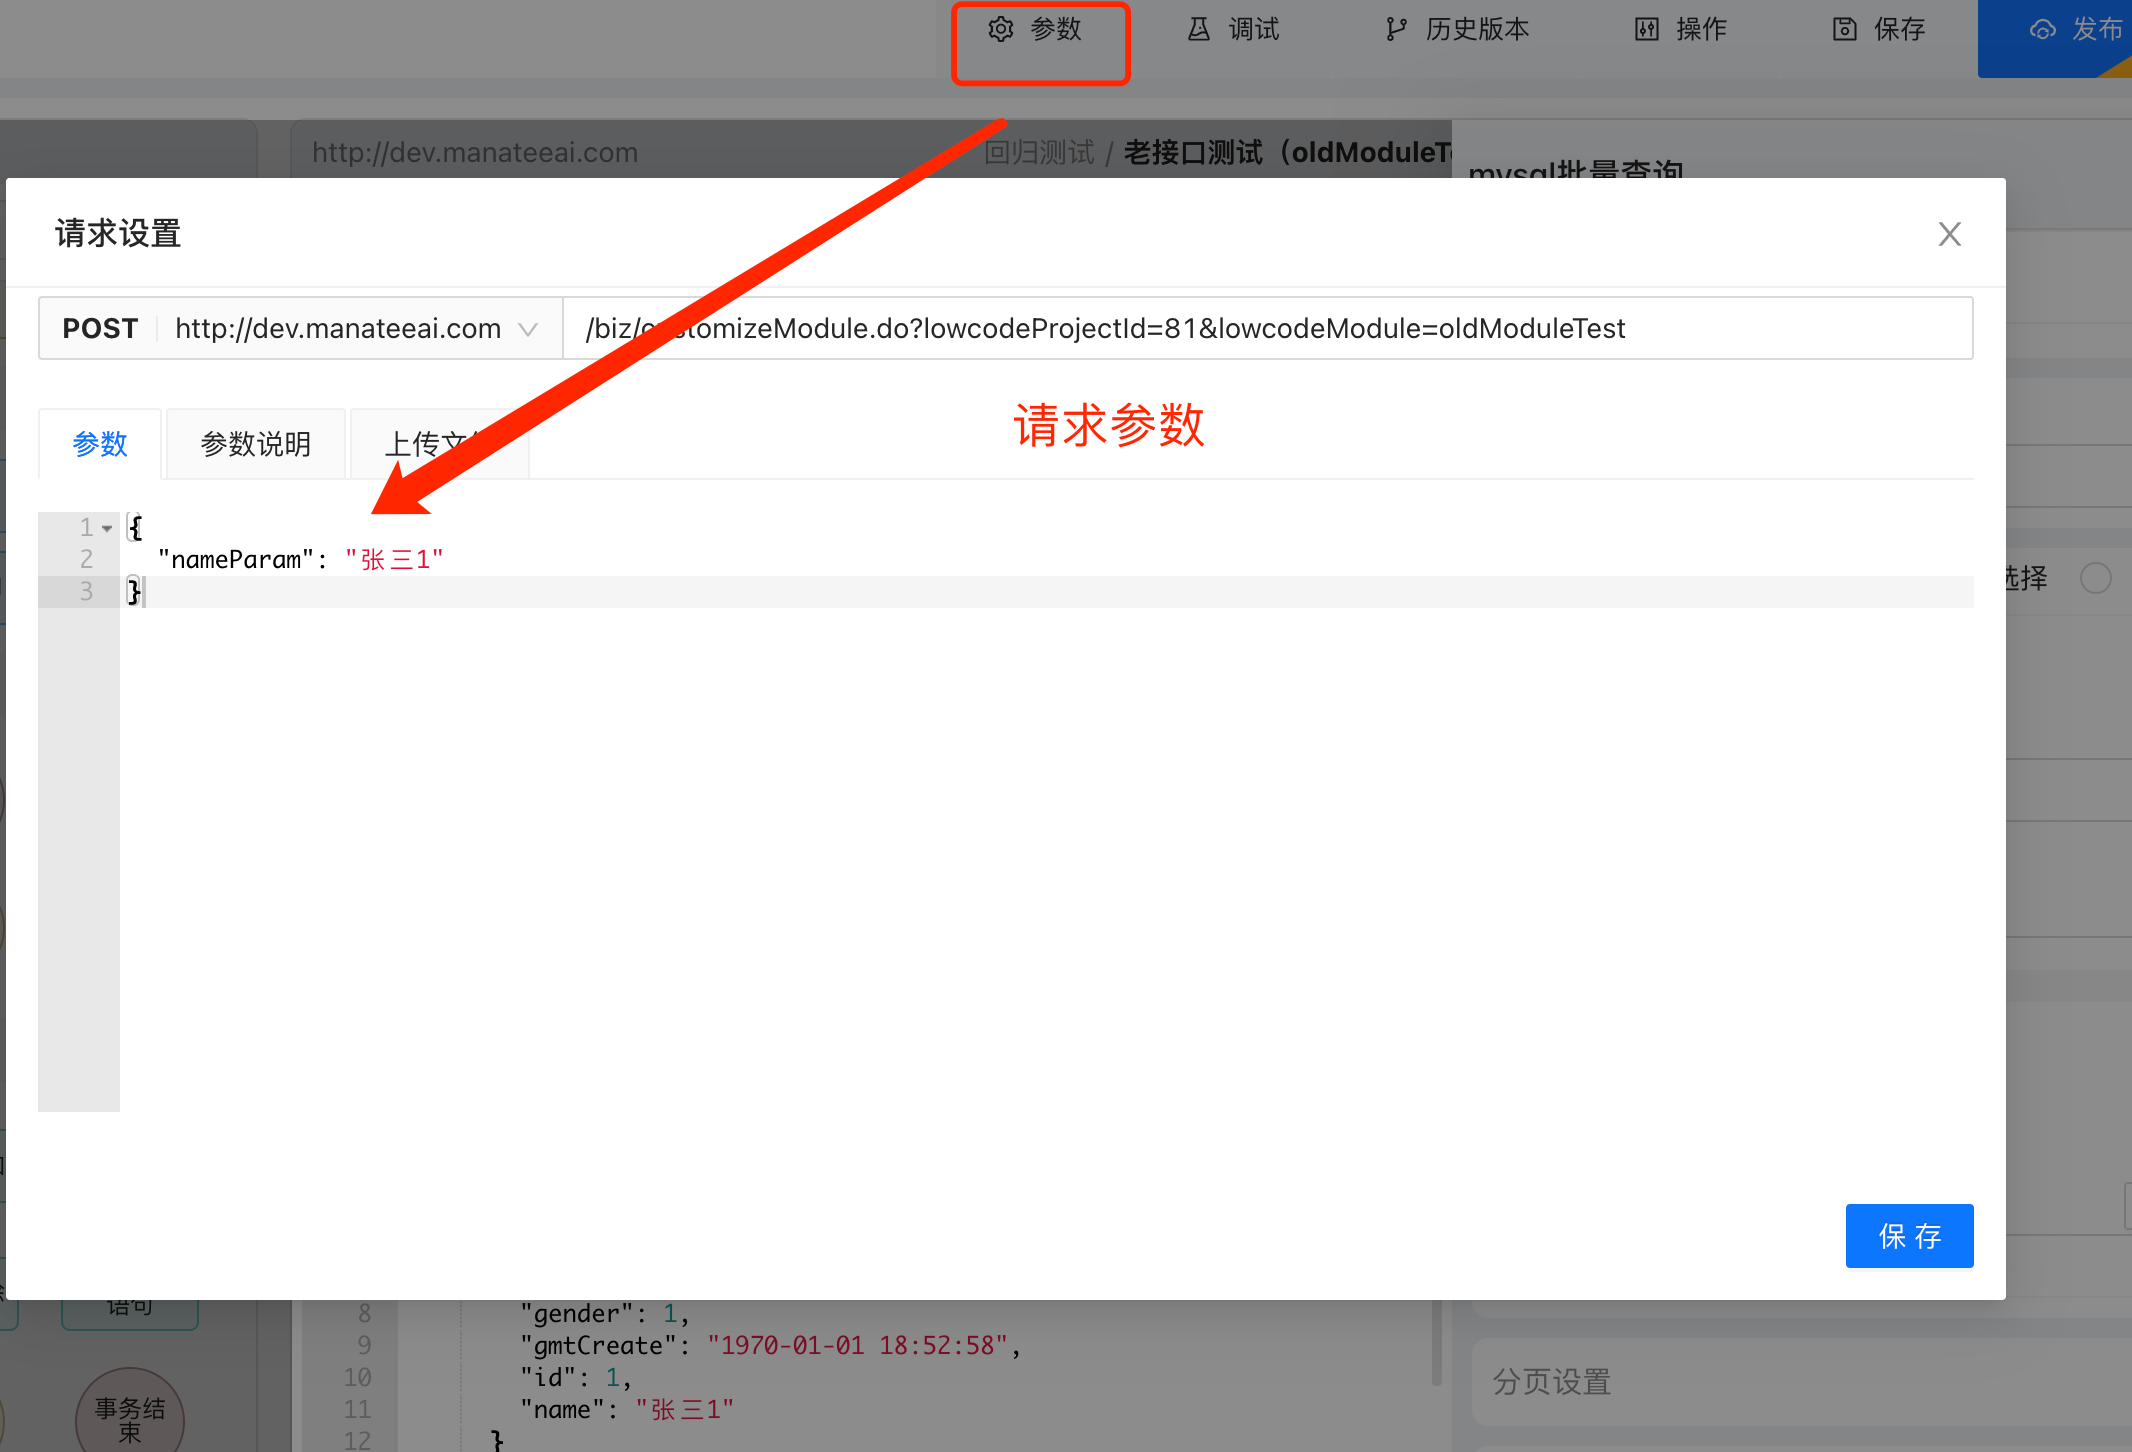 参数 调试 历史版本 操作 保存 发布
http://dev.manateeai.com 回归测试 / 老接口测试（oldModuleTe mysql批量查询
请求设置
POST http://dev.manateeai.com /biz/customizeModule.do?lowcodeProjectId=81&lowcodeModule=oldModuleTest
请求参数
参数 参数说明 上传文
1 {
2 "nameParam": "张三1"
选择
3 }
保 存
语句
8 "gender": 1,
9 "gmtCreate": "1970-01-01 18:52:58",
10 "id": 1,
分页设置
11 "name": "张三1"
事务结
束
12 }